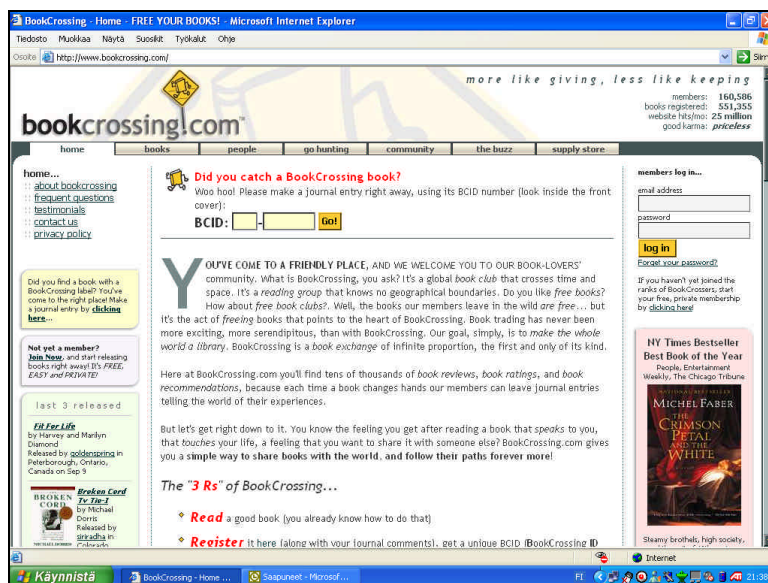 BookCrossing - Home - FREE YOUR BOOKS! - Microsoft Internet Explorer
Tiedosto Muokkaa Näytä Suosikit Työkalut Ohje
Osoite http://www.bookcrossing.com/ Siirry
more like giving, less like keeping
members: 160,586
books registered: 551,355
website hits/mo: 25 million
good karma: priceless
bookcrossing.com™
home books people go hunting community the buzz supply store
home...
:: about bookcrossing
:: frequent questions
:: testimonials
:: contact us
:: privacy policy
Did you find a book with a
BookCrossing label? You've
come to the right place! Make
a journal entry by clicking
here...
Not yet a member?
Join Now, and start releasing
books right away! It's FREE,
EASY and PRIVATE!
last 3 released
Fit For Life
by Harvey and Marilyn
Diamond
Released by goldenspring in
Peterborough, Ontario,
Canada on Sep 9
BROKEN
CORD
Broken Cord
Tv Tie-I
by Michael
Dorris
Released by
siriradha in
Colorado
Did you catch a BookCrossing book?
Woo hoo! Please make a journal entry right away, using its BCID number (look inside the front
cover):
BCID: - Go!
YOU'VE COME TO A FRIENDLY PLACE, AND WE WELCOME YOU TO OUR BOOK-LOVERS'
community. What is BookCrossing, you ask? It's a global book club that crosses time and
space. It's a reading group that knows no geographical boundaries. Do you like free books?
How about free book clubs?. Well, the books our members leave in the wild are free... but
it's the act of freeing books that points to the heart of BookCrossing. Book trading has never been
more exciting, more serendipitous, than with BookCrossing. Our goal, simply, is to make the whole
world a library. BookCrossing is a book exchange of infinite proportion, the first and only of its kind.
Here at BookCrossing.com you'll find tens of thousands of book reviews, book ratings, and book
recommendations, because each time a book changes hands our members can leave journal entries
telling the world of their experiences.
But let's get right down to it. You know the feeling you get after reading a book that speaks to you,
that touches your life, a feeling that you want to share it with someone else? BookCrossing.com gives
you a simple way to share books with the world, and follow their paths forever more!
The "3 Rs" of BookCrossing...
Read a good book (you already know how to do that)
Register it here (along with your journal comments), get a unique BCID (BookCrossing ID
members log in...
email address
password
log in
Forget your password?
If you haven't yet joined the
ranks of BookCrossers, start
your free, private membership
by clicking here!
NY Times Bestseller
Best Book of the Year
People, Entertainment
Weekly, The Chicago Tribune
NATIONAL BESTSELLER
MICHEL FABER
THE
CRIMSON
PETAL
AND THE
WHITE
Steamy brothels, high society,
Internet
Käynnistä BookCrossing - Home ... Saapuneet - Microsof... FI 21:38